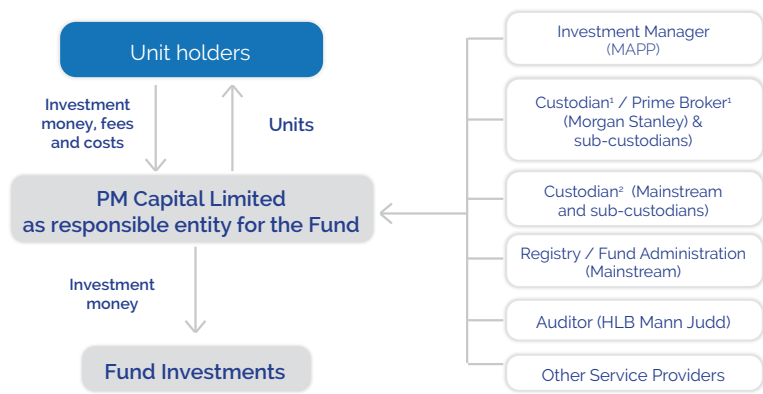 Unit holders
Investment
money, fees
and costs
Units
PM Capital Limited
as responsible entity for the Fund
Investment
money
Fund Investments
Investment Manager
(MAPP)
Custodian¹ / Prime Broker¹
(Morgan Stanley) &
sub-custodians)
Custodian² (Mainstream
and sub-custodians)
Registry / Fund Administration
(Mainstream)
Auditor (HLB Mann Judd)
Other Service Providers